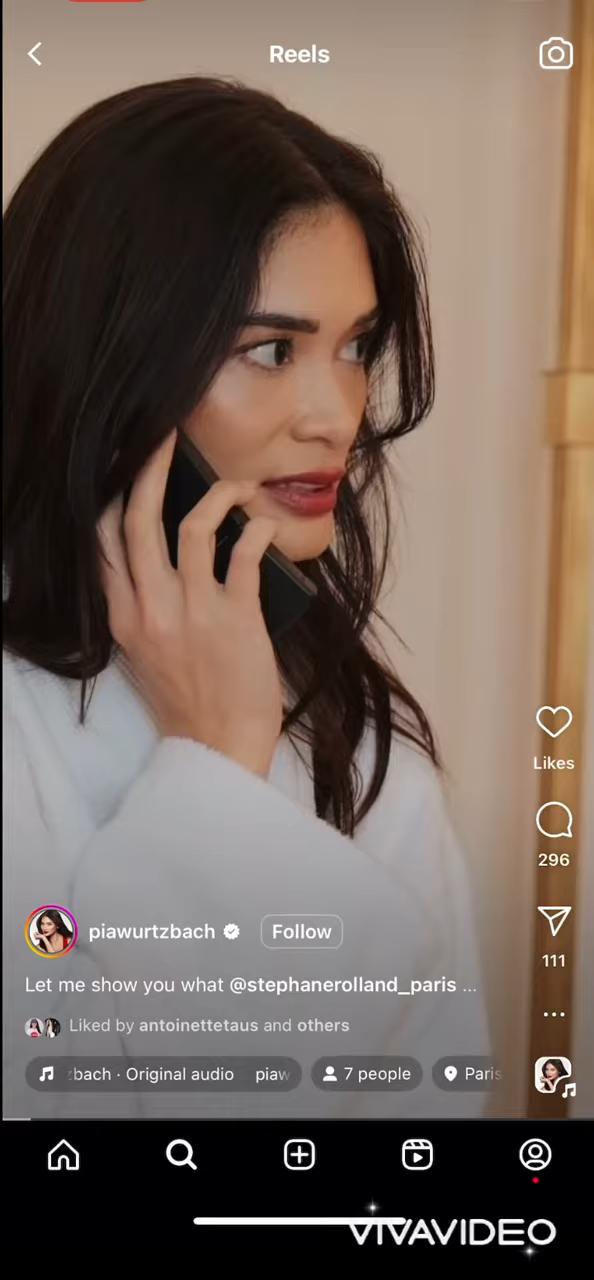 Reels
Likes
296
111
piawurtzbach
Follow
Let me show you what @stephanerolland_paris ...
Liked by antoinettetaus and others
zbach · Original audio piaw
7 people
Paris
VIVAVIDEO